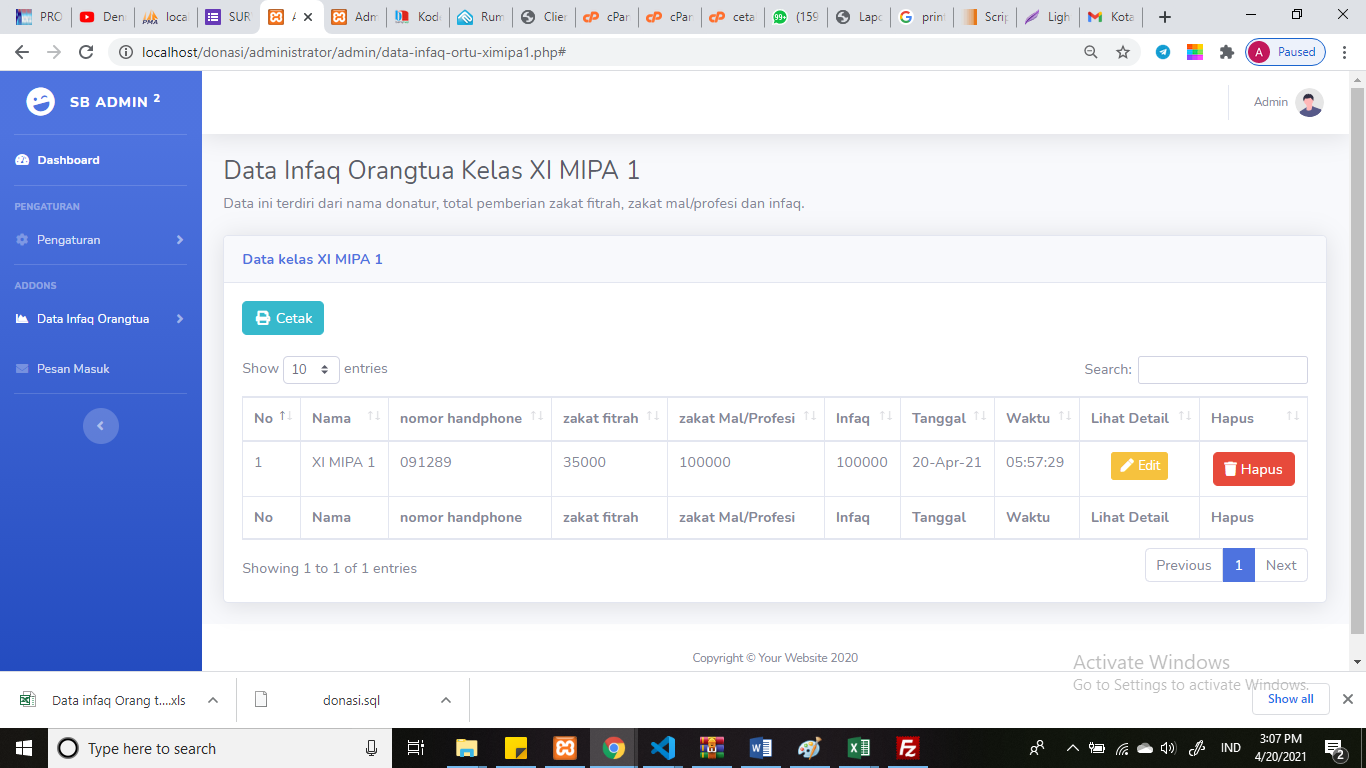 PRO
Den
local
SUR
A
Adm
Kod
Rum
Clier
cPar
cPar
ceta
99+
(159
Lapo
prin
Scrip
Ligh
Kota
localhost/donasi/administrator/admin/data-infaq-ortu-ximipa1.php#
A Paused
SB ADMIN 2
Admin
Dashboard
PENGATURAN
Pengaturan
ADDONS
Data Infaq Orangtua
Pesan Masuk
Data Infaq Orangtua Kelas XI MIPA 1
Data ini terdiri dari nama donatur, total pemberian zakat fitrah, zakat mal/profesi dan infaq.
Data kelas XI MIPA 1
Cetak
Show 10 entries
Search:
No Nama nomor handphone zakat fitrah zakat Mal/Profesi Infaq Tanggal Waktu Lihat Detail Hapus
1 XI MIPA 1 091289 35000 100000 100000 20-Apr-21 05:57:29 Edit Hapus
No Nama nomor handphone zakat fitrah zakat Mal/Profesi Infaq Tanggal Waktu Lihat Detail Hapus
Showing 1 to 1 of 1 entries
Previous 1 Next
Copyright © Your Website 2020
Activate Windows
Go to Settings to activate Windows.
Data infaq Orang t....xls
donasi.sql
Show all
Type here to search
IND
3:07 PM
4/20/2021
2